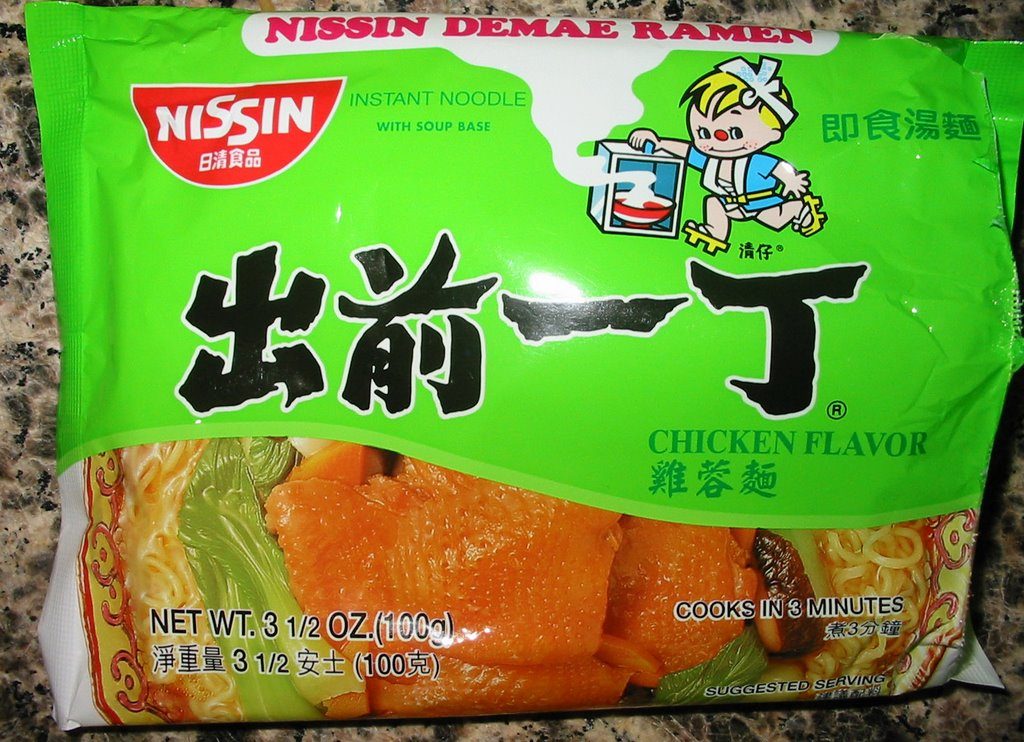 NISSIN DEMAE RAMEN
NISSIN
日清食品
INSTANT NOODLE
WITH SOUP BASE
即食湯麵
清仔®
出前一丁®
CHICKEN FLAVOR
雞蓉麵
NET WT. 3 1/2 OZ.(100g)
淨重量 3 1/2 安士 (100克)
COOKS IN 3 MINUTES
煮3分鐘
SUGGESTED SERVING